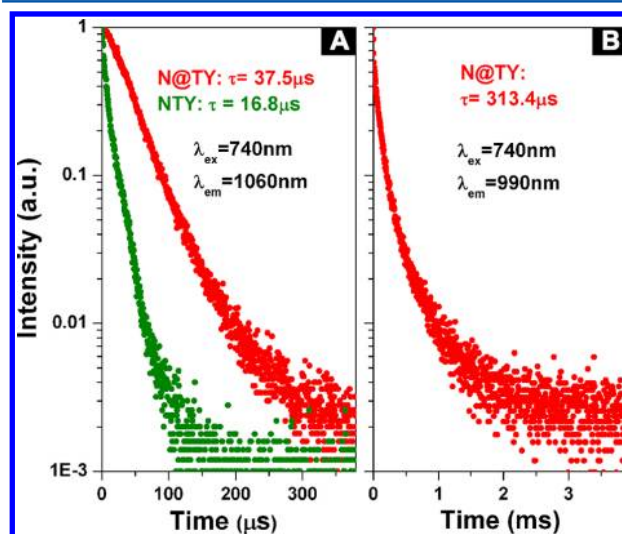 A
B
N@TY: τ= 37.5μs
NTY: τ = 16.8μs
λex=740nm
λem=1060nm
N@TY:
τ= 313.4μs
λex=740nm
λem=990nm
Intensity (a.u.)
1
0.1
0.01
1E-3
0 100 200 300
0 1 2 3
Time (μs)
Time (ms)